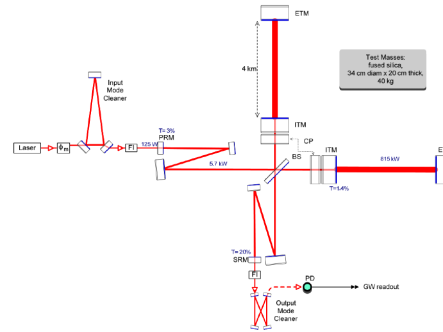 ETM
Test Masses:
fused silica,
34 cm diam x 20 cm thick,
40 kg
4 km
Input
Mode
Cleaner
ITM
T= 3%
PRM
CP
Laser
Φm
FI
125 W
BS
ITM
ET
5.7 kW
815 kW
T=1.4%
T= 20%
SRM
FI
PD
GW readout
Output
Mode
Cleaner